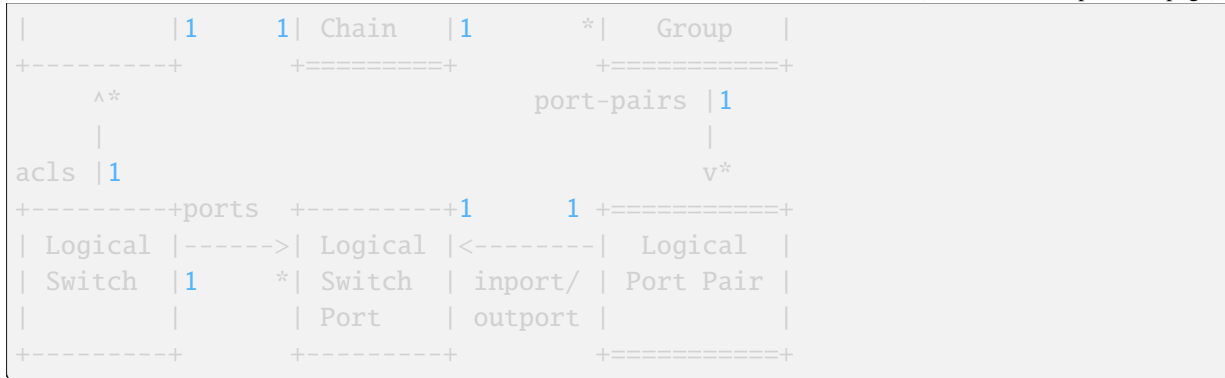 |         |1      1| Chain   |1         *|   Group   |
+---------+       +=========+           +===========+
     ^*                            port-pairs |1
     |                                        |
acls |1                                       v*
+---------+ports  +---------+1        1 +===========+
| Logical |------>| Logical |<--------|  Logical  |
| Switch  |1     *| Switch  | inport/ | Port Pair |
|         |       | Port    | outport |           |
+---------+       +---------+         +===========+